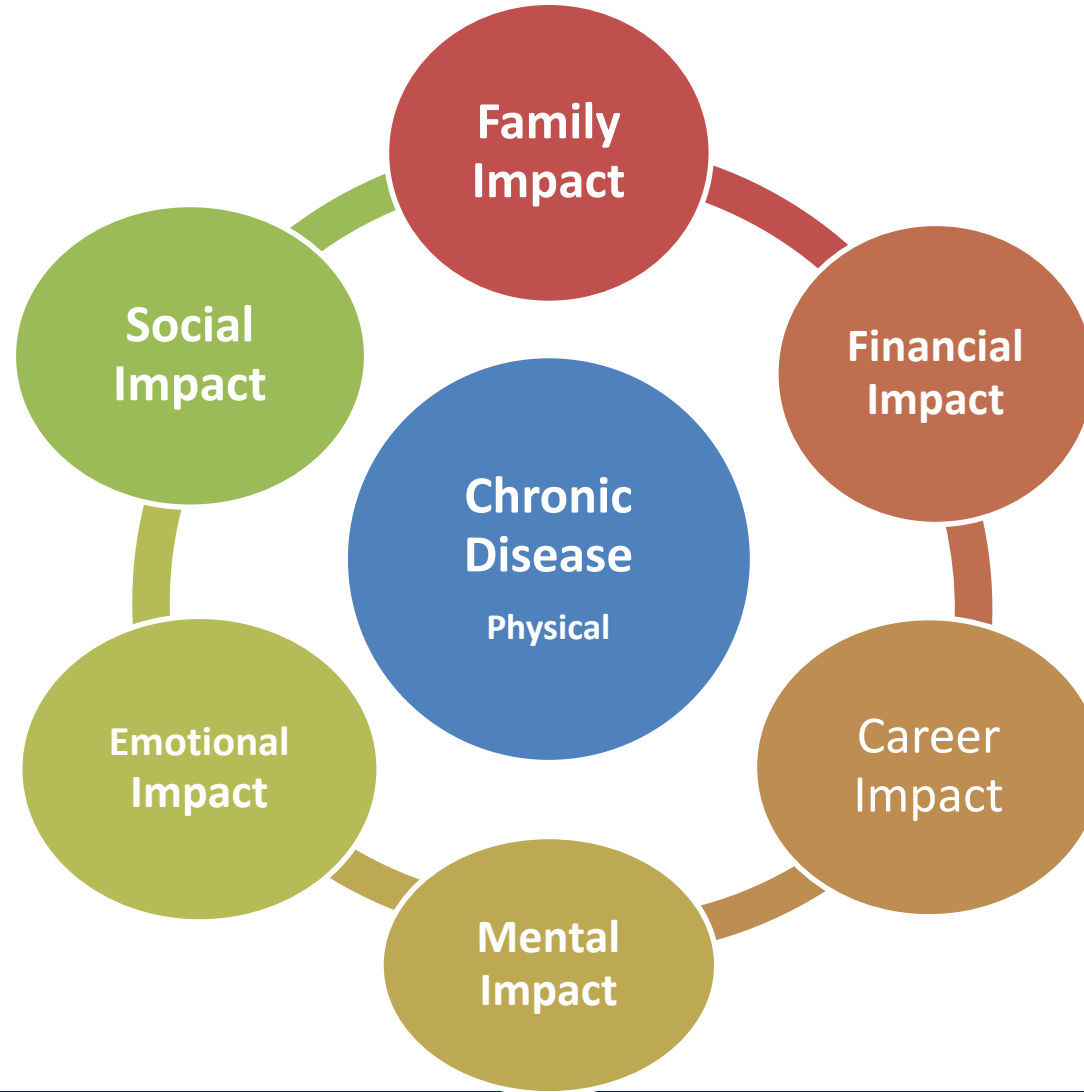 Family
Impact
Financial
Impact
Career
Impact
Mental
Impact
Emotional
Impact
Social
Impact
Chronic
Disease
Physical